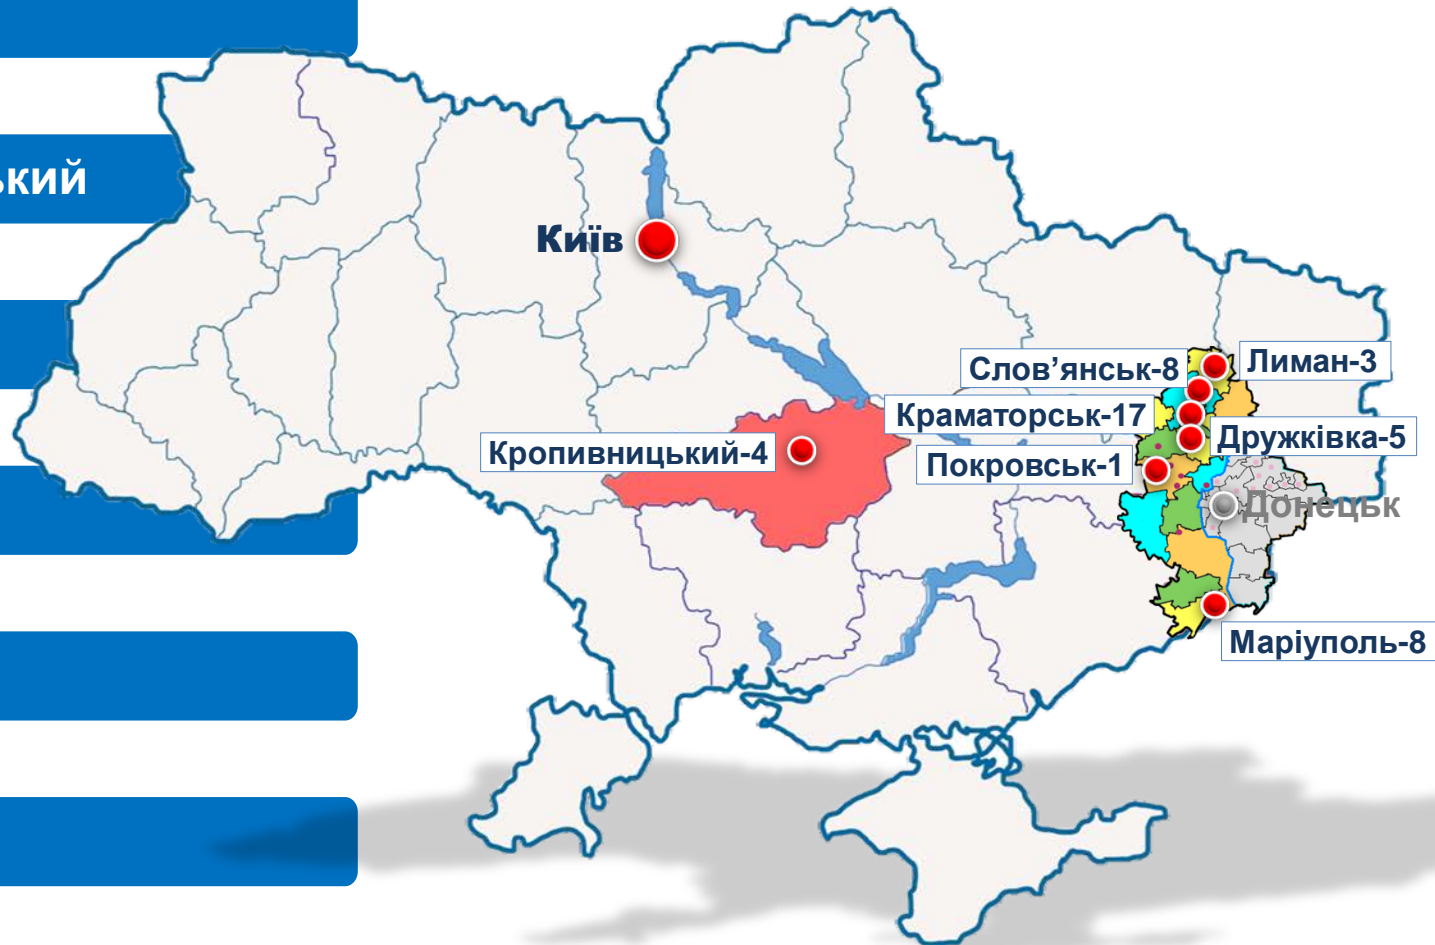 ький
Київ
Слов’янськ-8
Лиман-3
Краматорськ-17
Дружківка-5
Кропивницький-4
Покровськ-1
Донецьк
Маріуполь-8